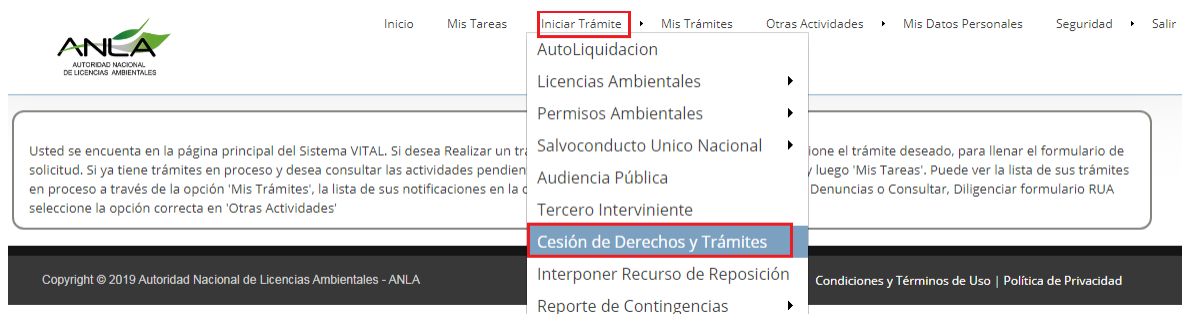 Inicio Mis Tareas Iniciar Trámite Mis Trámites Otras Actividades Mis Datos Personales Seguridad Salir
ANLA
AUTORIDAD NACIONAL
DE LICENCIAS AMBIENTALES
AutoLiquidacion
Licencias Ambientales
Permisos Ambientales
Salvoconducto Unico Nacional
Audiencia Pública
Tercero Interviniente
Cesión de Derechos y Trámites
Interponer Recurso de Reposición
Reporte de Contingencias
Usted se encuenta en la página principal del Sistema VITAL. Si desea Realizar un ione el trámite deseado, para llenar el formulario de
solicitud. Si ya tiene trámites en proceso y desea consultar las actividades y luego 'Mis Tareas'. Puede ver la lista de sus trámites
en proceso a través de la opción 'Mis Trámites', la lista de sus notificaciones en la Denuncias o Consultar, Diligenciar formulario RUA
seleccione la opción correcta en 'Otras Actividades'
Copyright © 2019 Autoridad Nacional de Licencias Ambientales - ANLA Condiciones y Términos de Uso | Política de Privacidad